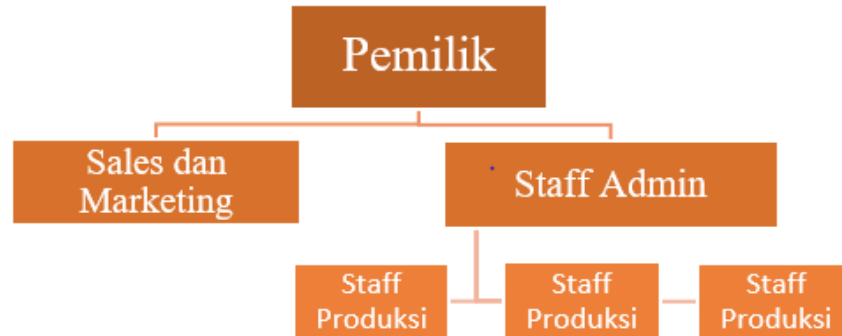 Pemilik
Sales dan
Marketing
Staff Admin
Staff
Produksi
Staff
Produksi
Staff
Produksi